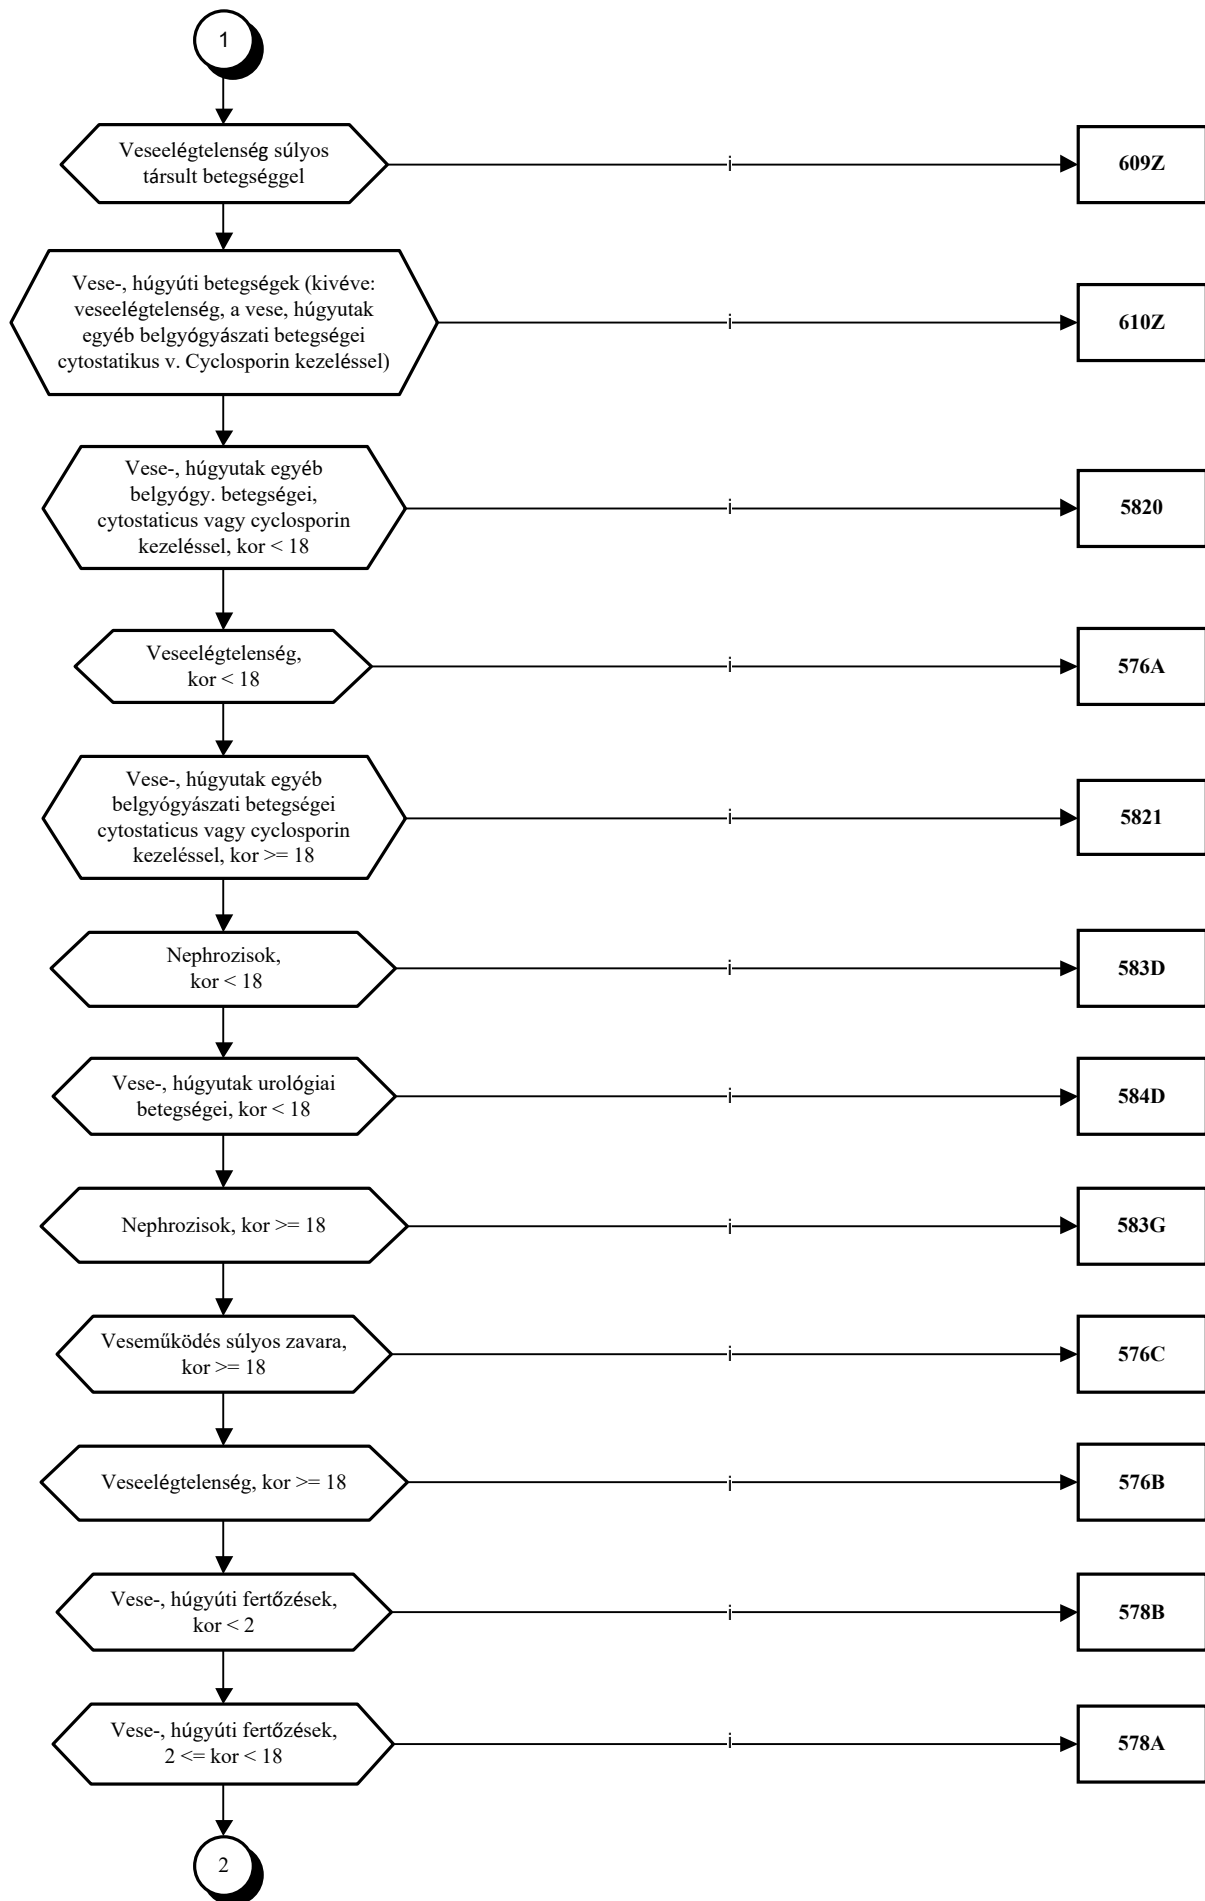 1
Veseelégtelenség súlyos
társult betegséggel
i
609Z
Vese-, húgyúti betegségek (kivéve:
veseelégtelenség, a vese, húgyutak
egyéb belgyógyászati betegségei
cytostatikus v. Cyclosporin kezeléssel)
i
610Z
Vese-, húgyutak egyéb
belgyógy. betegségei,
cytostaticus vagy cyclosporin
kezeléssel, kor < 18
i
5820
Veseelégtelenség,
kor < 18
i
576A
Vese-, húgyutak egyéb
belgyógyászati betegségei
cytostaticus vagy cyclosporin
kezeléssel, kor >= 18
i
5821
Nephrozisok,
kor < 18
i
583D
Vese-, húgyutak urológiai
betegségei, kor < 18
i
584D
Nephrozisok, kor >= 18
i
583G
Veseműködés súlyos zavara,
kor >= 18
i
576C
Veseelégtelenség, kor >= 18
i
576B
Vese-, húgyúti fertőzések,
kor < 2
i
578B
Vese-, húgyúti fertőzések,
2 <= kor < 18
i
578A
2